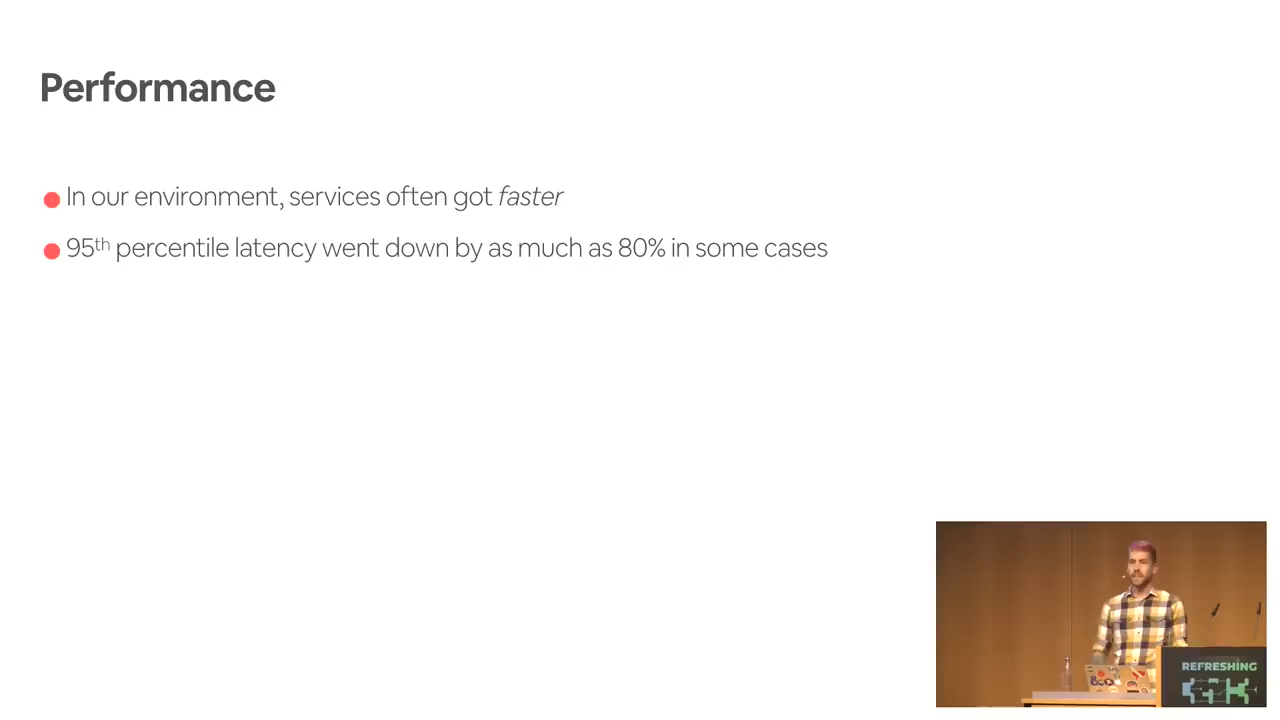 Performance
In our environment, services often got faster
95th percentile latency went down by as much as 80% in some cases
REFRESHING